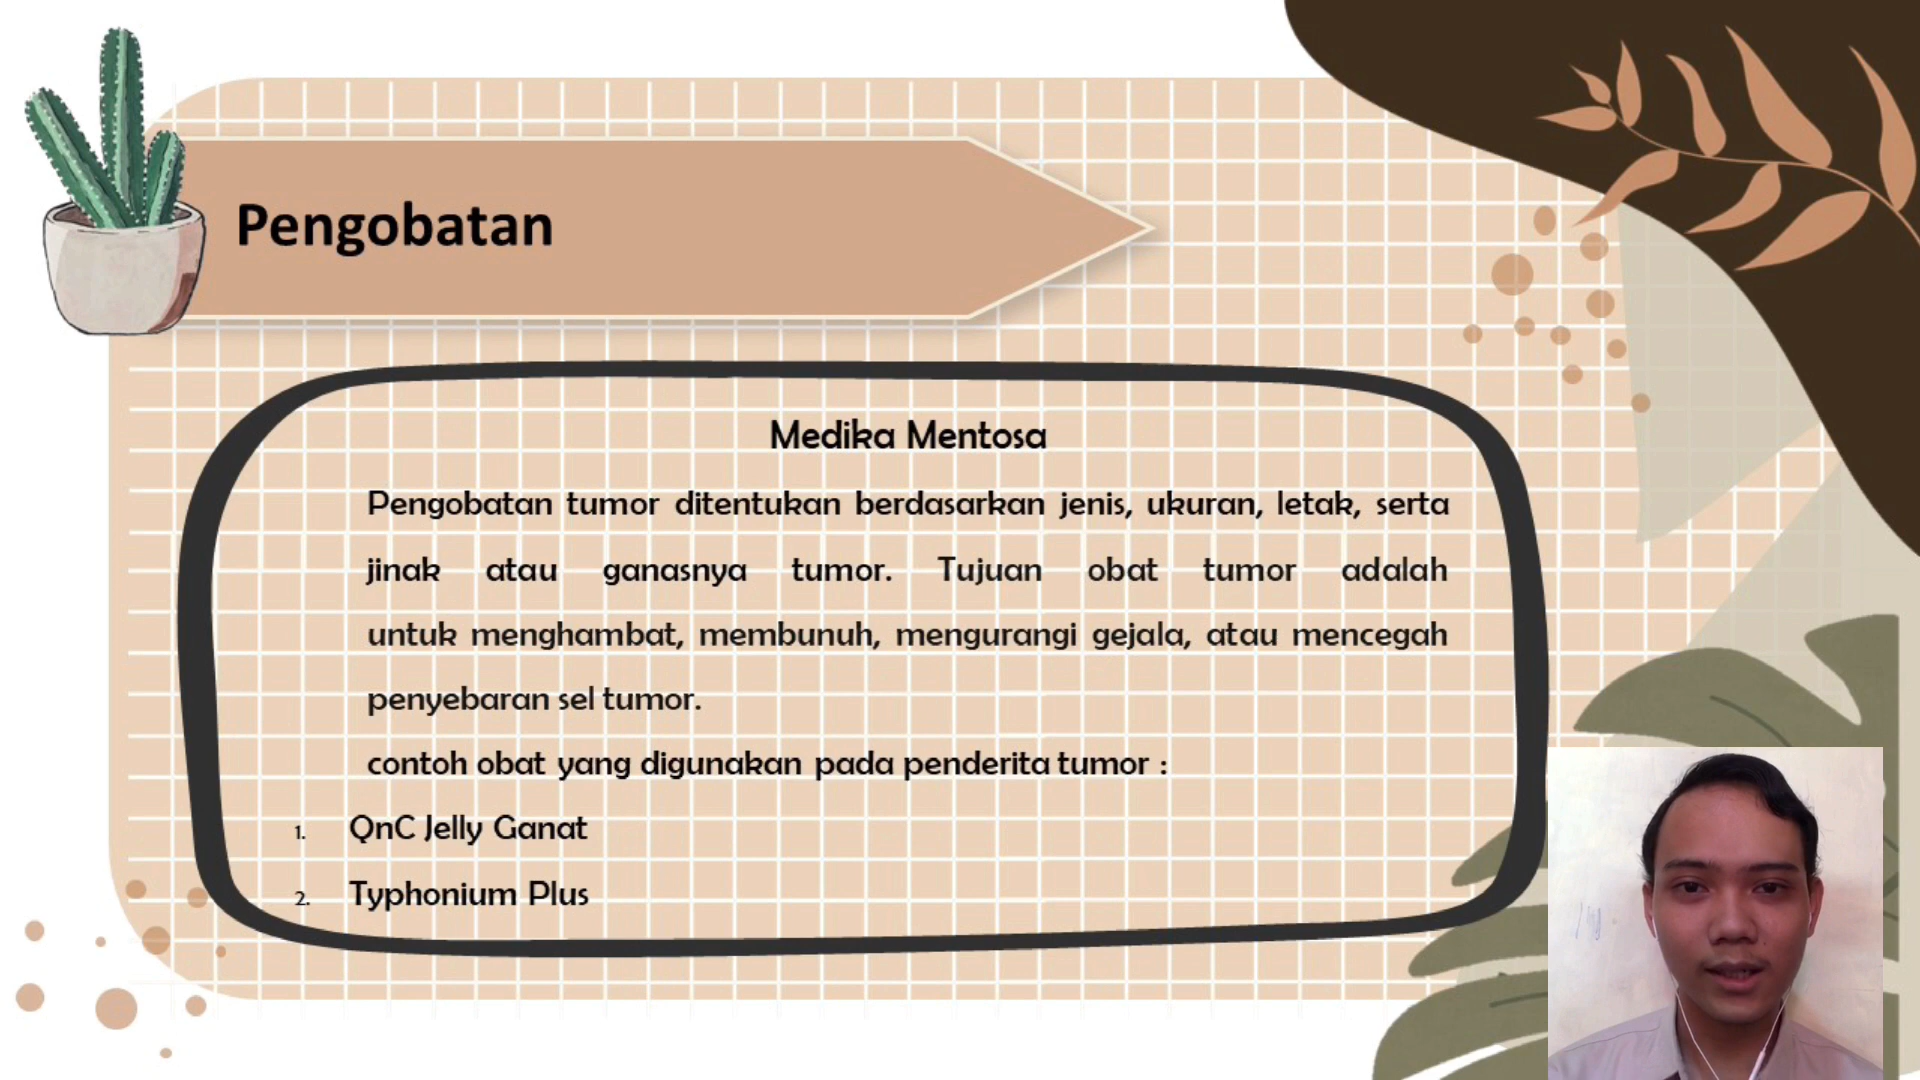 Pengobatan
Medika Mentosa
Pengobatan tumor ditentukan berdasarkan jenis, ukuran, letak, serta
jinak atau ganasnya tumor. Tujuan obat tumor adalah
untuk menghambat, membunuh, mengurangi gejala, atau mencegah
penyebaran sel tumor.
contoh obat yang digunakan pada penderita tumor :
1. QnC Jelly Ganat
2. Typhonium Plus